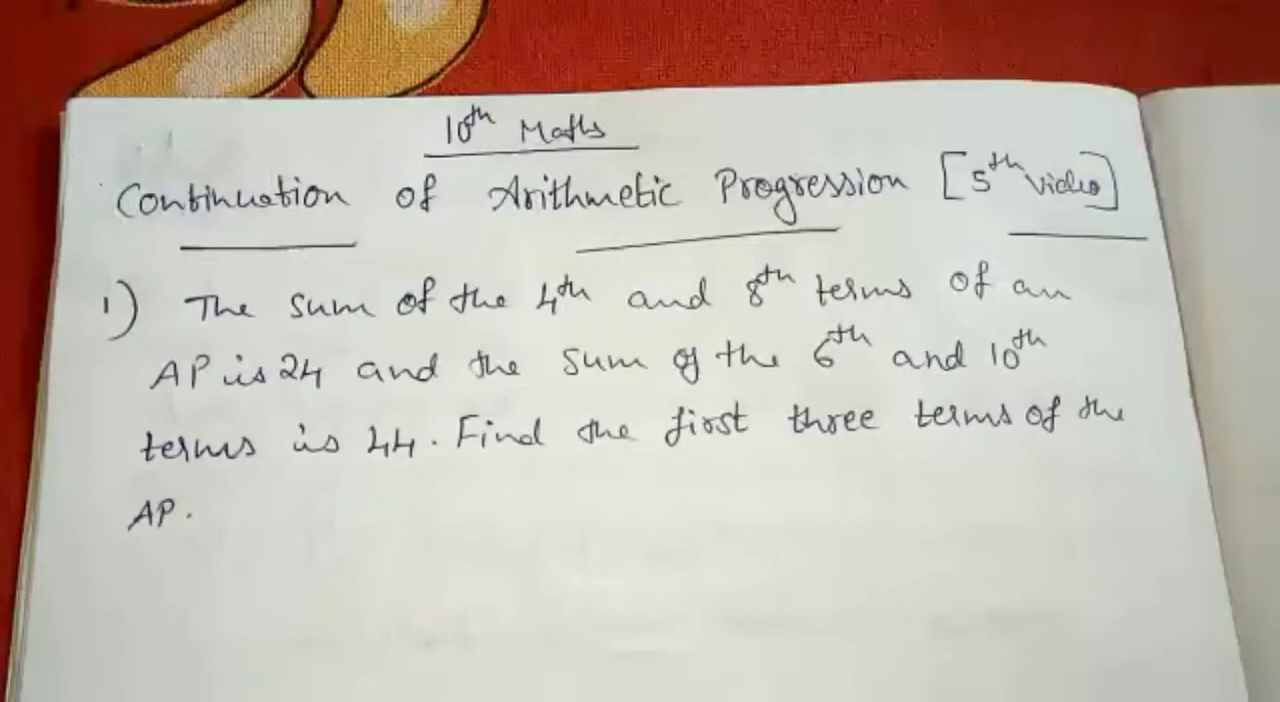 10th Maths
Continuation of Arithmetic Progression [5th video]
1) The sum of the 4th and 8th terms of an
AP is 24 and the sum of the 6th and 10th
terms is 44. Find the first three terms of the
AP.